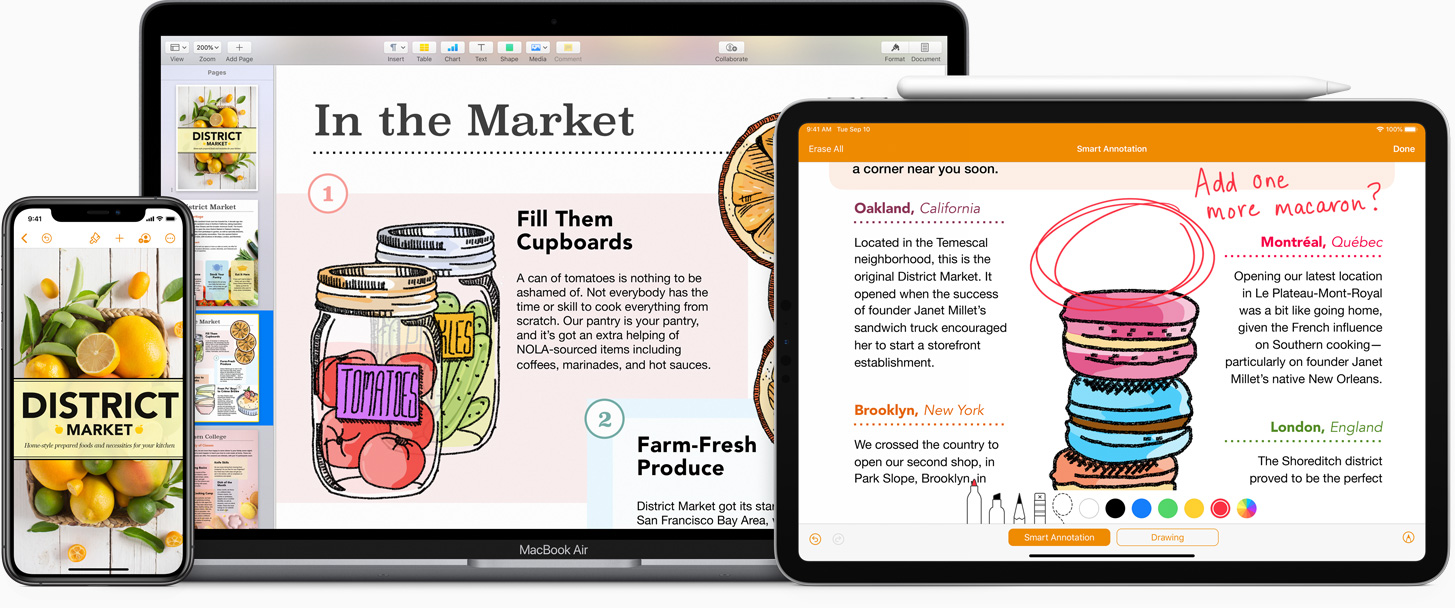 View
Zoom
Add Page
200%
Insert
Table
Chart
Text
Shape
Media
Comment
Collaborate
Format
Document
Pages
DISTRICT
MARKET
In the Market
1
Fill Them
Cupboards
A can of tomatoes is nothing to be
ashamed of. Not everybody has the
time or skill to cook everything from
scratch. Our pantry is your pantry,
and it's got an extra helping of
NOLA-sourced items including
coffees, marinades, and hot sauces.
PICKLES
TOMATOES
2
Farm-Fresh
Produce
District Market got its star
San Francisco Bay Area, w
MacBook Air
9:41
DISTRICT
MARKET
Home-style prepared foods and necessities for your kitchen
9:41 AM Tue Sep 10
100%
Erase All
Smart Annotation
Done
a corner near you soon.
Add one
more macaron?
Oakland, California
Located in the Temescal
neighborhood, this is the
original District Market. It
opened when the success
of founder Janet Millet's
sandwich truck encouraged
her to start a storefront
establishment.
Brooklyn, New York
We crossed the country to
open our second shop, in
Park Slope, Brooklyn, in
Montréal, Québec
Opening our latest location
in Le Plateau-Mont-Royal
was a bit like going home,
given the French influence
on Southern cooking—
particularly on founder Janet
Millet's native New Orleans.
London, England
The Shoreditch district
proved to be the perfect
Smart Annotation
Drawing